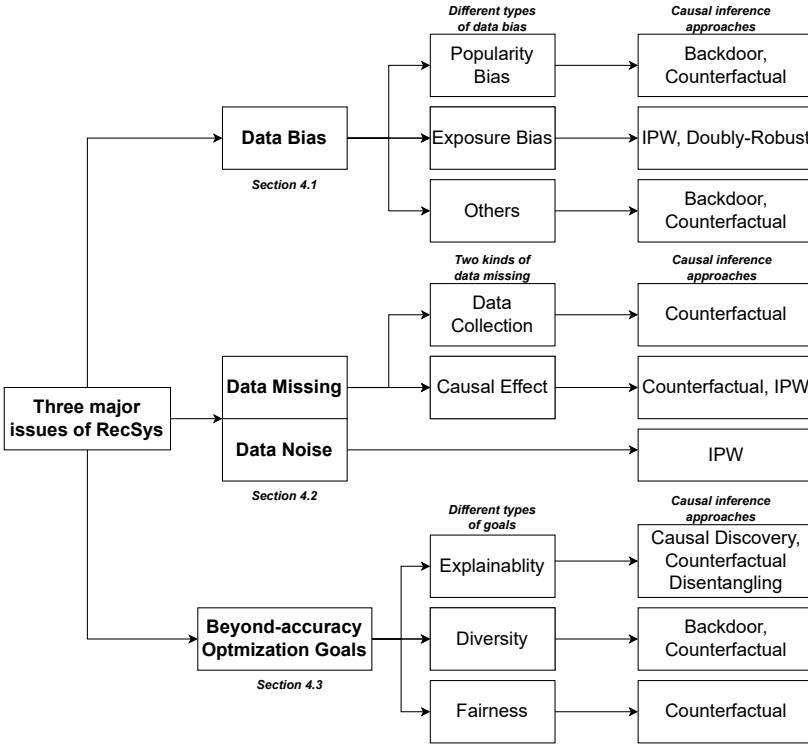 Different types
of data bias
Causal inference
approaches
Popularity
Bias
Backdoor,
Counterfactual
Data Bias
Exposure Bias
IPW, Doubly-Robust
Section 4.1
Others
Backdoor,
Counterfactual
Two kinds of
data missing
Causal inference
approaches
Data
Collection
Counterfactual
Data Missing
Causal Effect
Counterfactual, IPW
Three major
issues of RecSys
Data Noise
IPW
Section 4.2
Different types
of goals
Causal inference
approaches
Explainablity
Causal Discovery,
Counterfactual
Disentangling
Beyond-accuracy
Optmization Goals
Diversity
Backdoor,
Counterfactual
Section 4.3
Fairness
Counterfactual